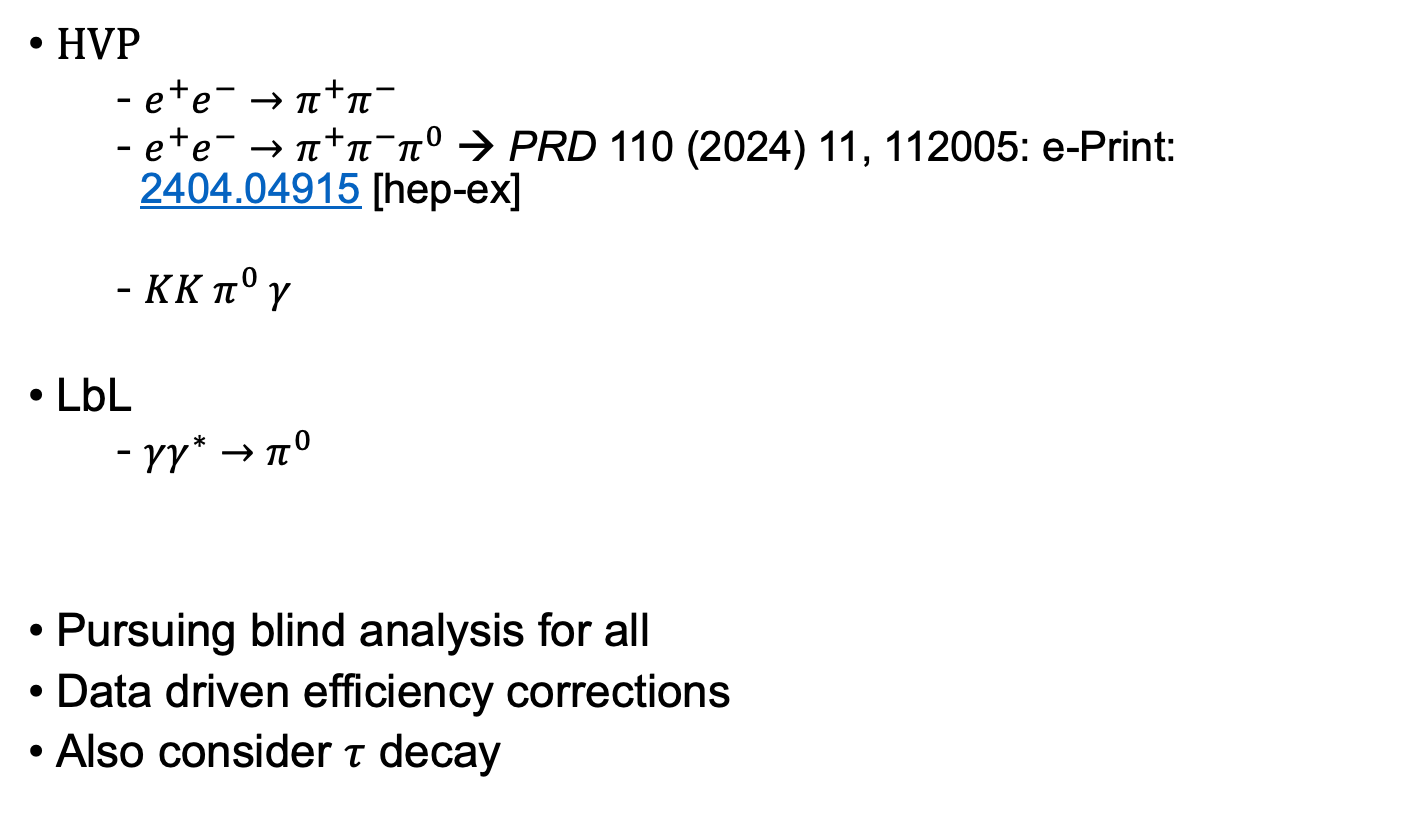 • HVP
- e⁺e⁻ → π⁺π⁻
- e⁺e⁻ → π⁺π⁻π⁰ → PRD 110 (2024) 11, 112005: e-Print:
2404.04915 [hep-ex]
- KK π⁰ γ
• LbL
- γγ* → π⁰
• Pursuing blind analysis for all
• Data driven efficiency corrections
• Also consider τ decay